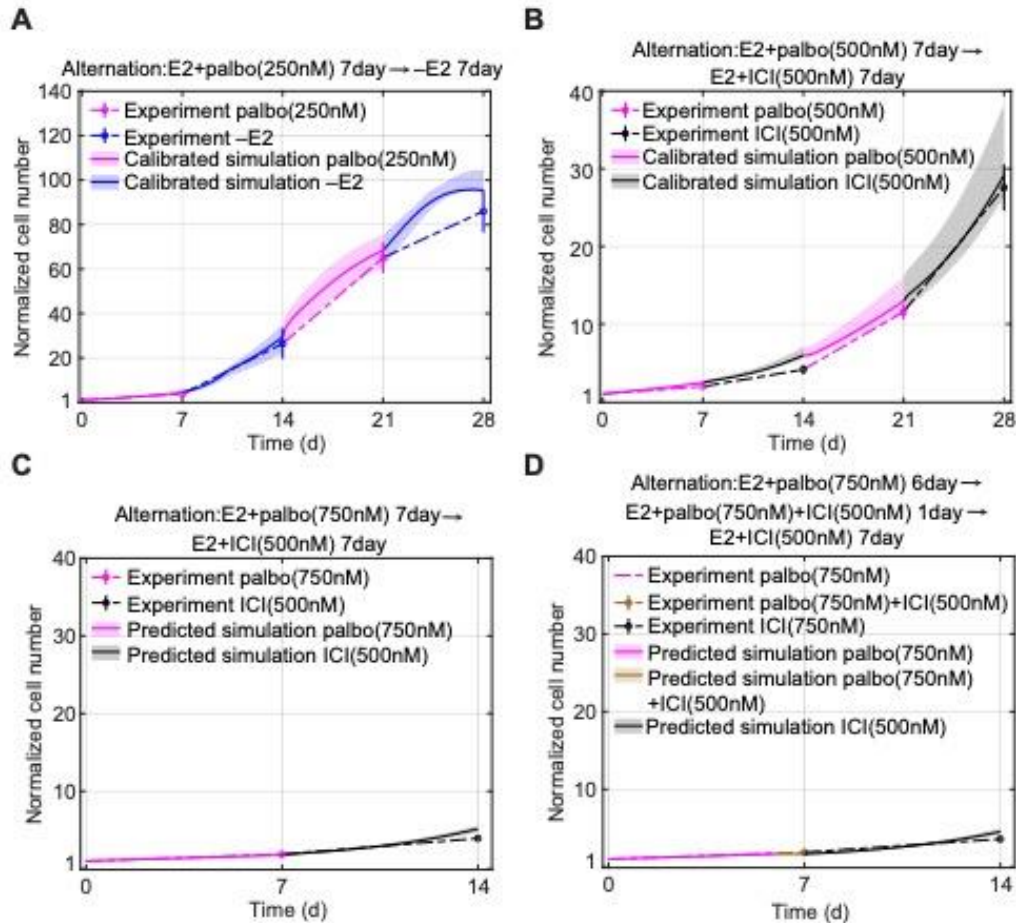 A
Alternation:E2+palbo(250nM) 7day→ –E2 7day
140
120
100
80
60
40
20
1
Normalized cell number
Experiment palbo(250nM)
Experiment –E2
Calibrated simulation palbo(250nM)
Calibrated simulation –E2
0 7 14 21 28
Time (d)
B
Alternation:E2+palbo(500nM) 7day→
E2+ICI(500nM) 7day
40
30
20
10
1
Normalized cell number
Experiment palbo(500nM)
Experiment ICI(500nM)
Calibrated simulation palbo(500nM)
Calibrated simulation ICI(500nM)
0 7 14 21 28
Time (d)
C
Alternation:E2+palbo(750nM) 7day→
E2+ICI(500nM) 7day
40
30
20
10
1
Normalized cell number
Experiment palbo(750nM)
Experiment ICI(500nM)
Predicted simulation palbo(750nM)
Predicted simulation ICI(500nM)
0 7 14
Time (d)
D
Alternation:E2+palbo(750nM) 6day→
E2+palbo(750nM)+ICI(500nM) 1day→
E2+ICI(500nM) 7day
40
30
20
10
1
Normalized cell number
Experiment palbo(750nM)
Experiment palbo(750nM)+ICI(500nM)
Experiment ICI(750nM)
Predicted simulation palbo(750nM)
Predicted simulation palbo(750nM)
+ICI(500nM)
Predicted simulation ICI(500nM)
0 7 14
Time (d)